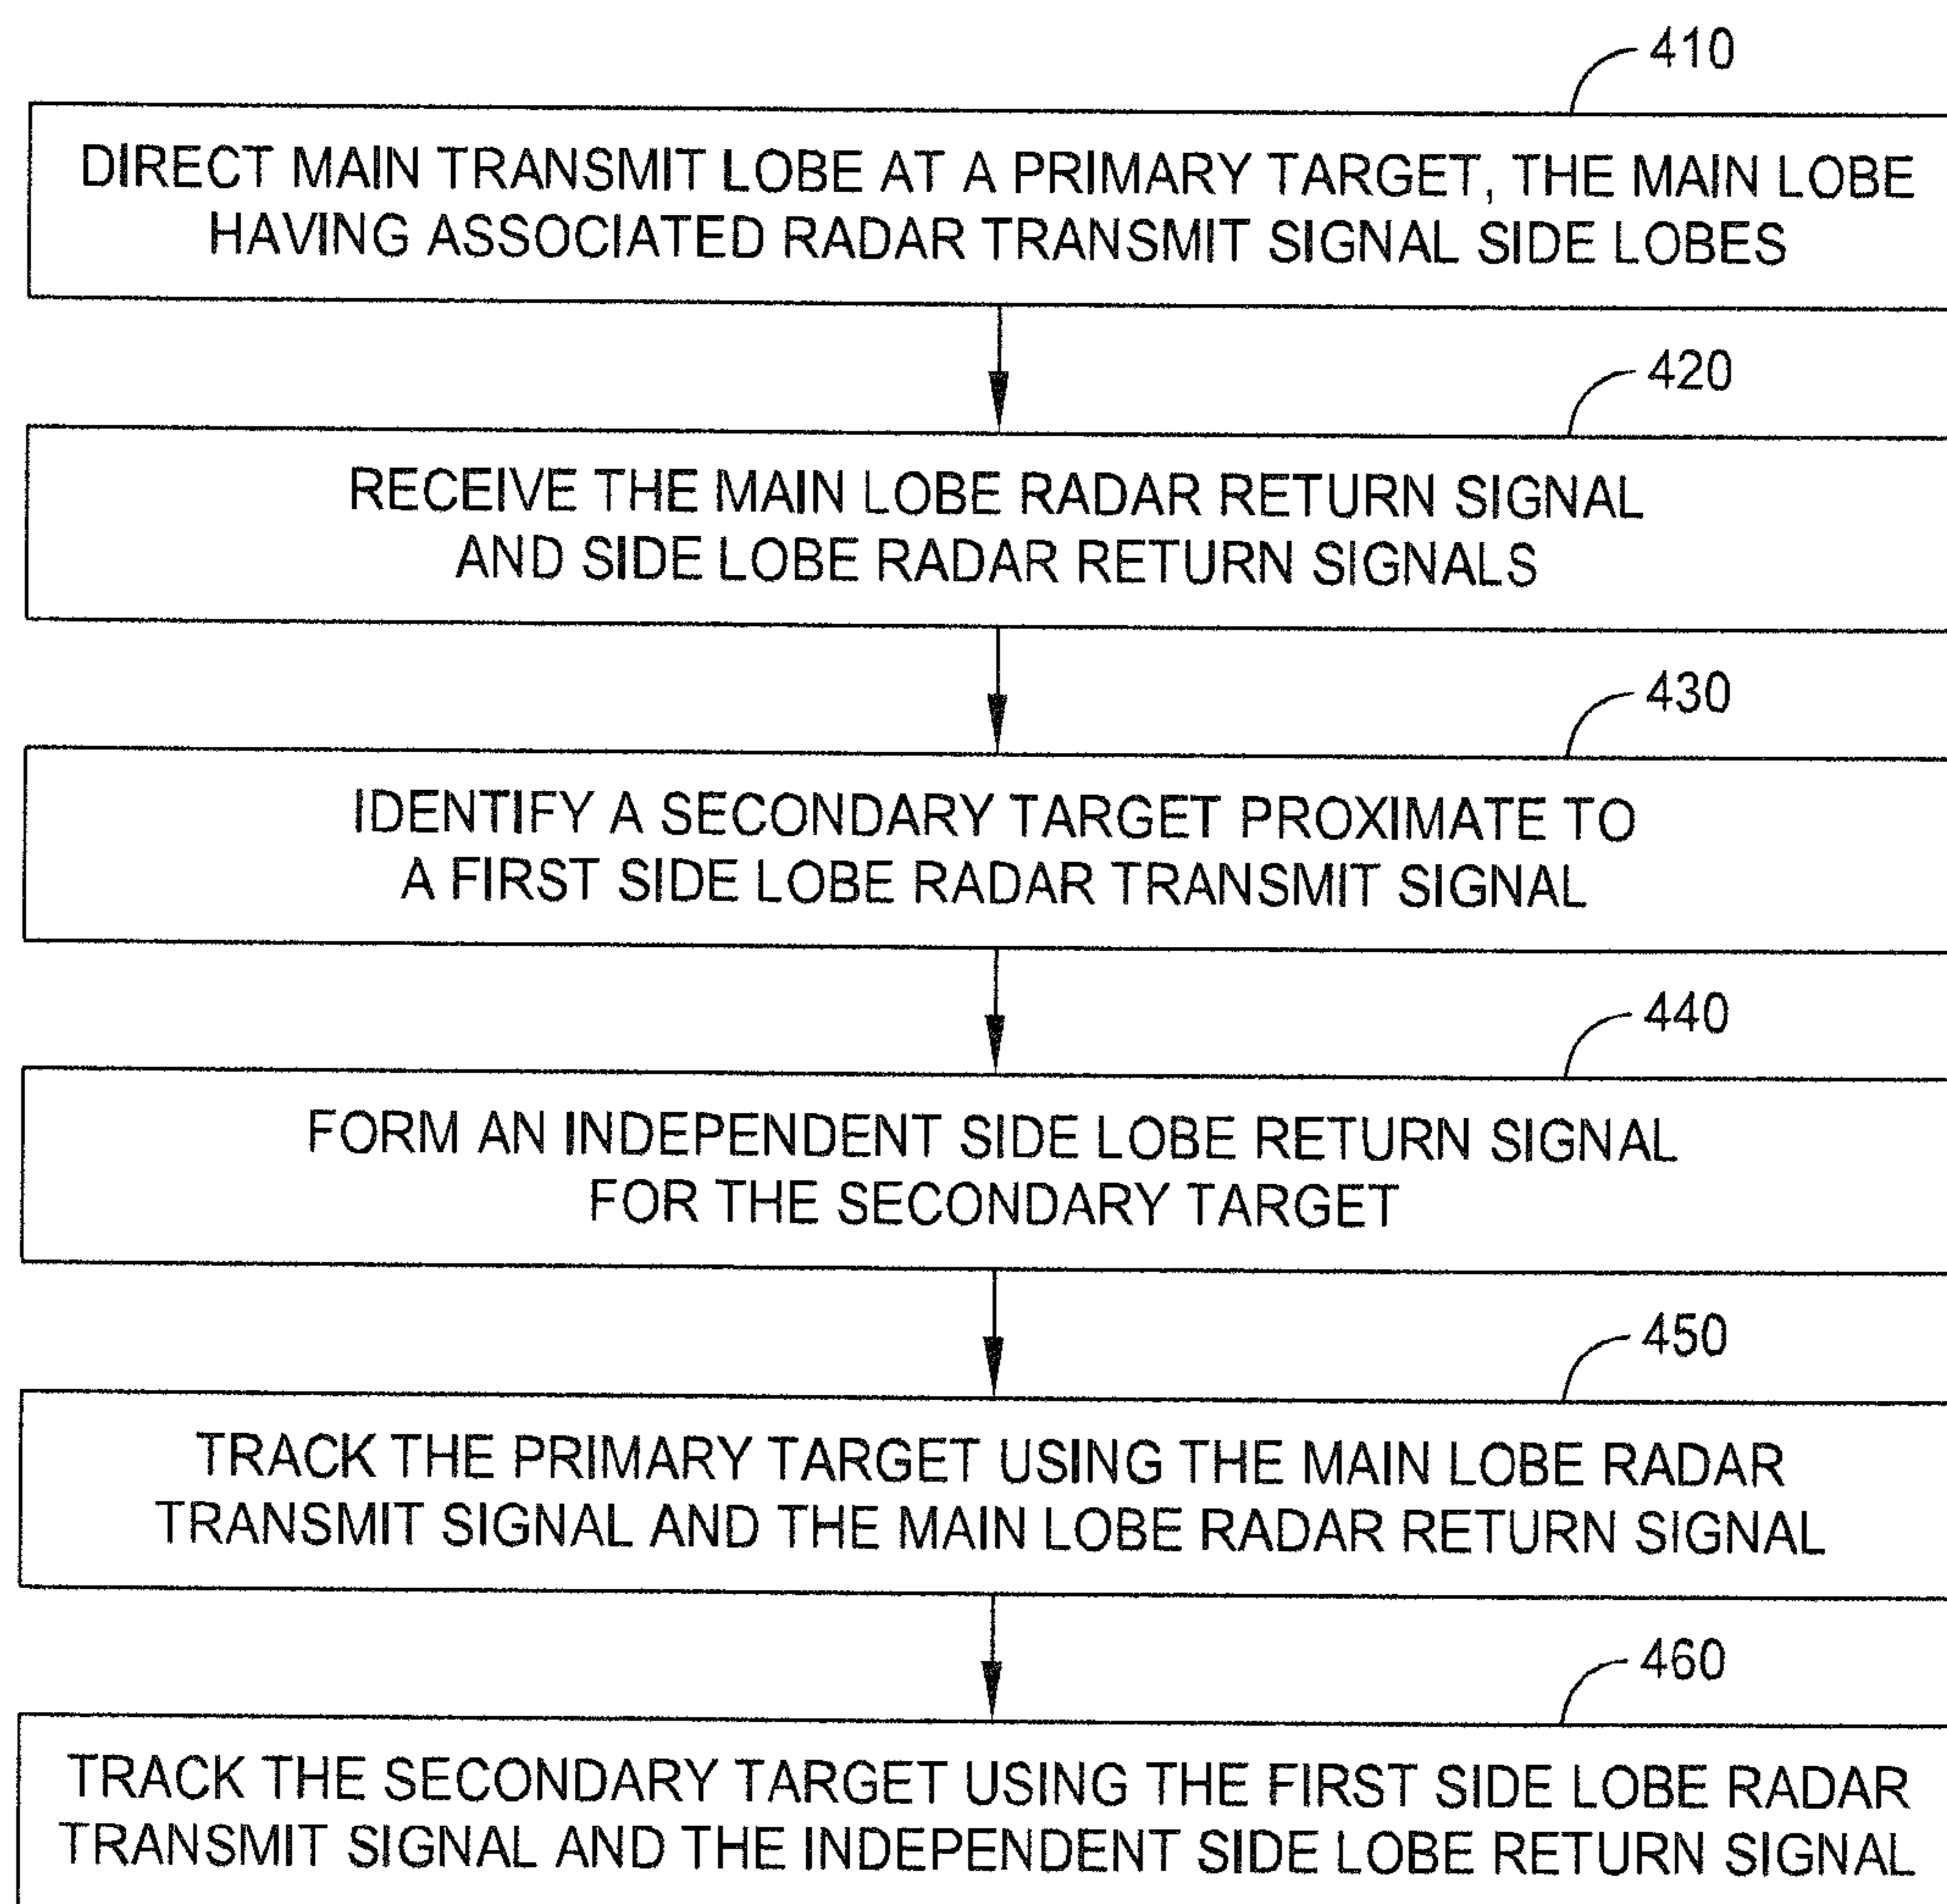 410
DIRECT MAIN TRANSMIT LOBE AT A PRIMARY TARGET, THE MAIN LOBE
HAVING ASSOCIATED RADAR TRANSMIT SIGNAL SIDE LOBES
420
RECEIVE THE MAIN LOBE RADAR RETURN SIGNAL
AND SIDE LOBE RADAR RETURN SIGNALS
430
IDENTIFY A SECONDARY TARGET PROXIMATE TO
A FIRST SIDE LOBE RADAR TRANSMIT SIGNAL
440
FORM AN INDEPENDENT SIDE LOBE RETURN SIGNAL
FOR THE SECONDARY TARGET
450
TRACK THE PRIMARY TARGET USING THE MAIN LOBE RADAR
TRANSMIT SIGNAL AND THE MAIN LOBE RADAR RETURN SIGNAL
460
TRACK THE SECONDARY TARGET USING THE FIRST SIDE LOBE RADAR
TRANSMIT SIGNAL AND THE INDEPENDENT SIDE LOBE RETURN SIGNAL